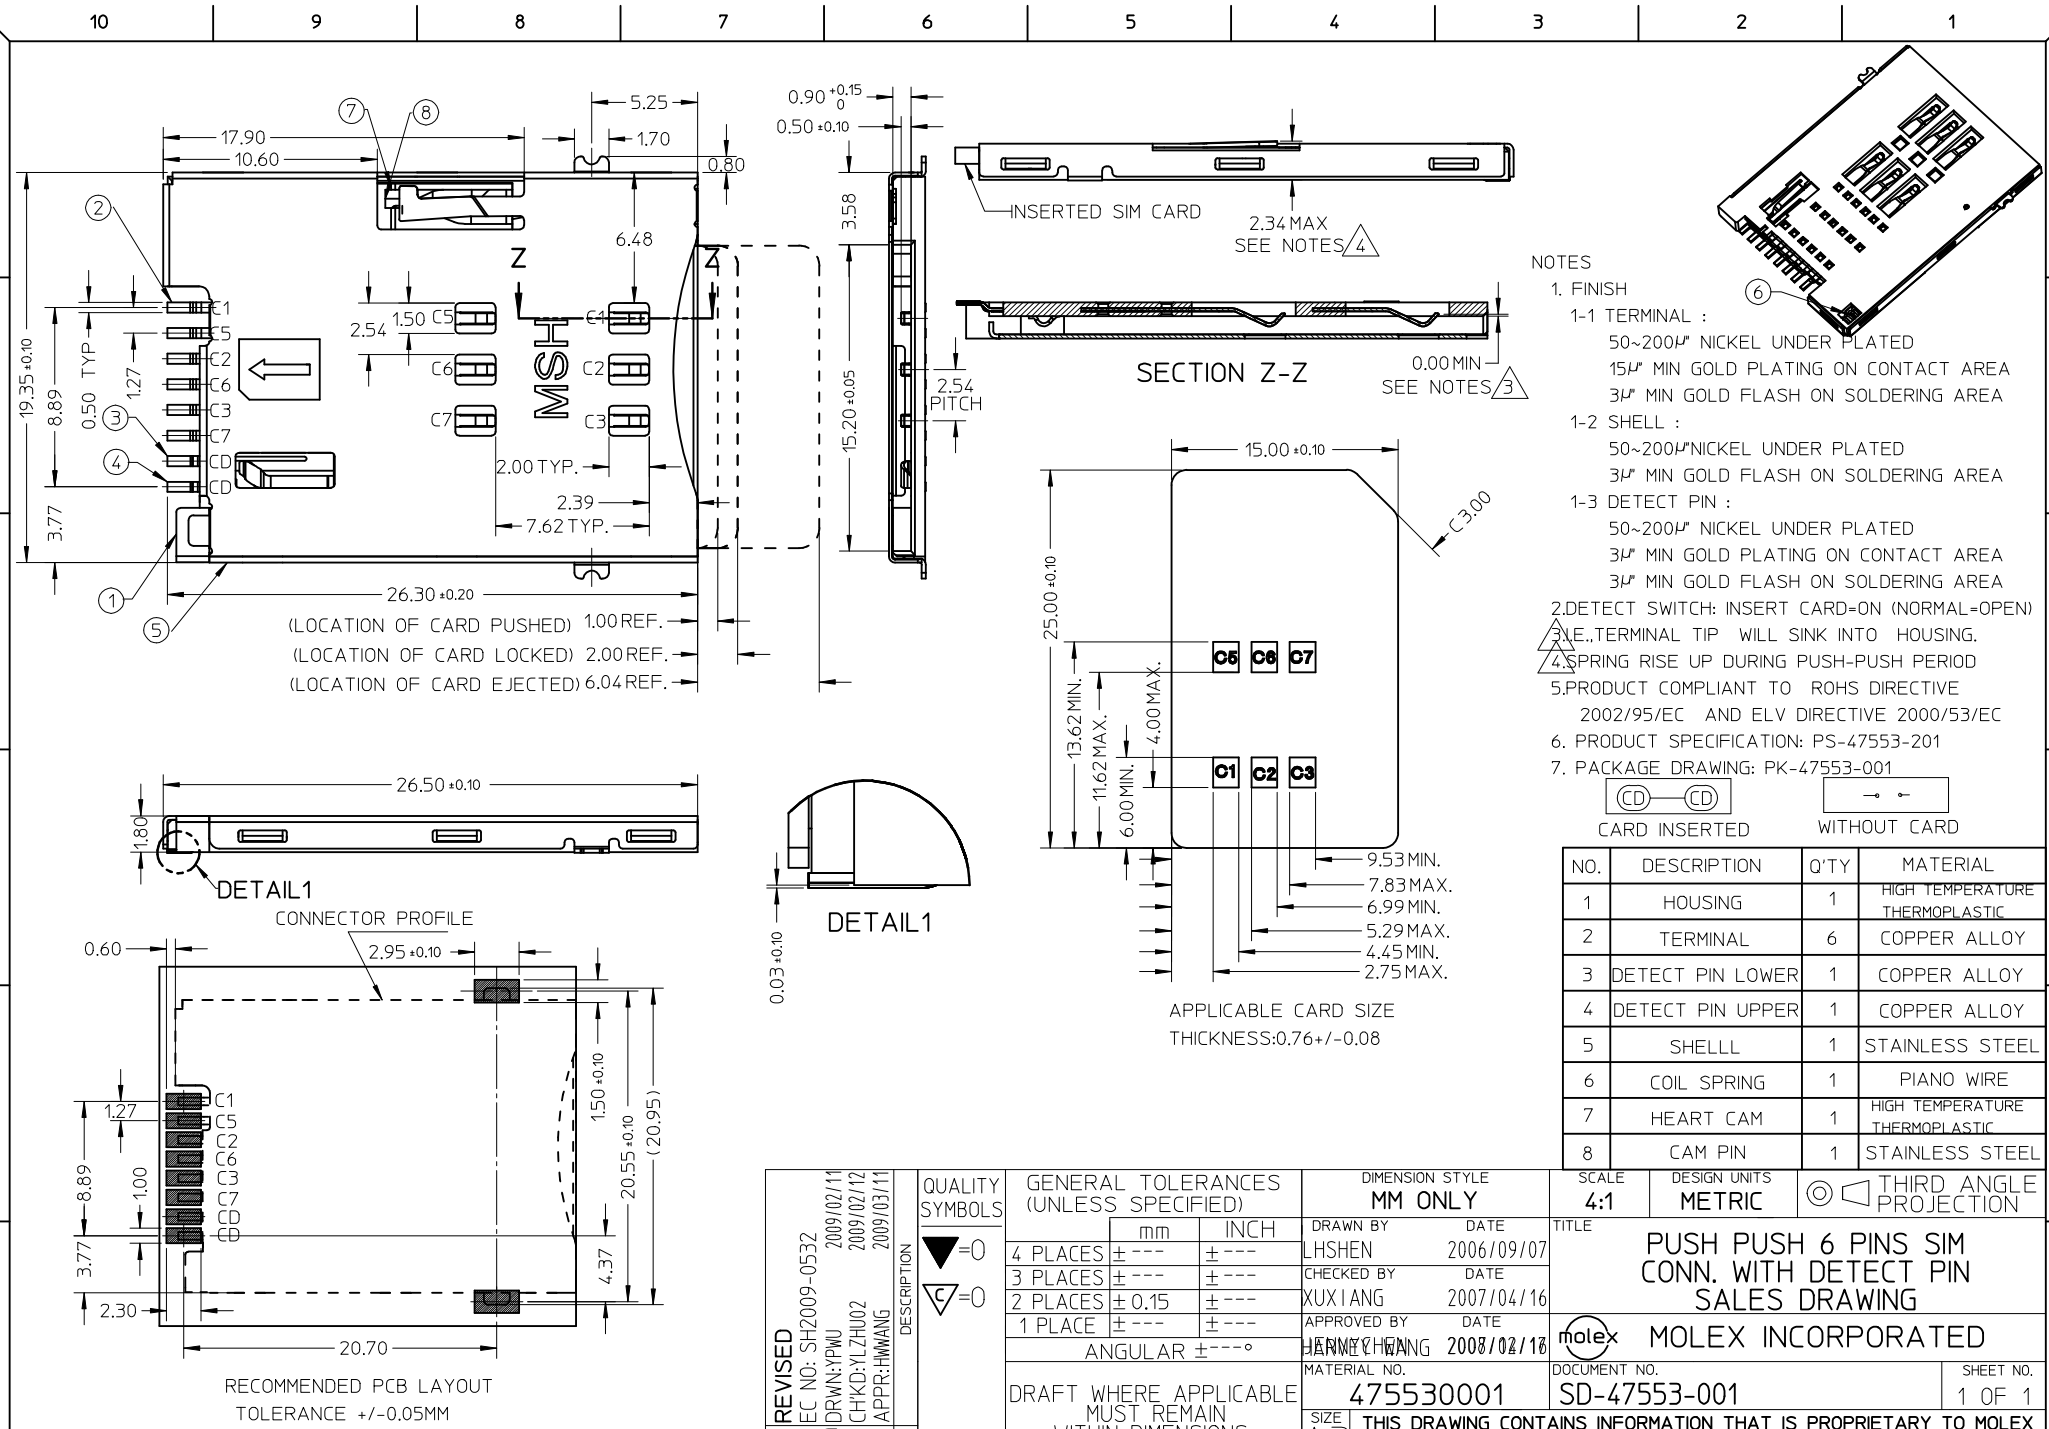 10 9 8 7 6 5 4 3 2 1
7 8
5.25
17.90
1.70
10.60
0.80
2
6.48
Z Z
19.35 ±0.10
8.89
0.50 TYP
1.27
3.77
C1
C5
C2
C6
C3
C7
CD
CD
3
4
1
5
2.54
1.50
C5 C1
C6 C2
C7 C3
MSH
2.00 TYP.
2.39
7.62 TYP.
26.30 ±0.20
(LOCATION OF CARD PUSHED) 1.00 REF.
(LOCATION OF CARD LOCKED) 2.00 REF.
(LOCATION OF CARD EJECTED) 6.04 REF.
0.90 +0.15 0
0.50 ±0.10
3.58
15.20 ±0.05
2.54
PITCH
INSERTED SIM CARD
2.34 MAX
SEE NOTES 4
SECTION Z-Z
0.00 MIN
SEE NOTES 3
6
15.00 ±0.10
C3.00
25.00 ±0.10
13.62 MIN.
11.62 MAX.
6.00 MIN.
4.00 MAX.
C5 C6 C7
C1 C2 C3
9.53 MIN.
7.83 MAX.
6.99 MIN.
5.29 MAX.
4.45 MIN.
2.75 MAX.
APPLICABLE CARD SIZE
THICKNESS:0.76+/-0.08
NOTES
1. FINISH
1-1 TERMINAL :
50~200µ" NICKEL UNDER PLATED
15µ" MIN GOLD PLATING ON CONTACT AREA
3µ" MIN GOLD FLASH ON SOLDERING AREA
1-2 SHELL :
50~200µ"NICKEL UNDER PLATED
3µ" MIN GOLD FLASH ON SOLDERING AREA
1-3 DETECT PIN :
50~200µ" NICKEL UNDER PLATED
3µ" MIN GOLD PLATING ON CONTACT AREA
3µ" MIN GOLD FLASH ON SOLDERING AREA
2.DETECT SWITCH: INSERT CARD=ON (NORMAL=OPEN)
3.I.E.,TERMINAL TIP WILL SINK INTO HOUSING.
4.SPRING RISE UP DURING PUSH-PUSH PERIOD
5.PRODUCT COMPLIANT TO ROHS DIRECTIVE
2002/95/EC AND ELV DIRECTIVE 2000/53/EC
6. PRODUCT SPECIFICATION: PS-47553-201
7. PACKAGE DRAWING: PK-47553-001
CD CD
CARD INSERTED
WITHOUT CARD
26.50 ±0.10
1.80
DETAIL1
0.03 ±0.10
DETAIL1
CONNECTOR PROFILE
0.60
2.95 ±0.10
1.50 ±0.10
20.55 ±0.10
(20.95)
4.37
1.27
8.89
1.00
3.77
2.30
20.70
C1
C5
C2
C6
C3
C7
CD
CD
RECOMMENDED PCB LAYOUT
TOLERANCE +/-0.05MM
NO. DESCRIPTION Q'TY MATERIAL
1 HOUSING 1 HIGH TEMPERATURE THERMOPLASTIC
2 TERMINAL 6 COPPER ALLOY
3 DETECT PIN LOWER 1 COPPER ALLOY
4 DETECT PIN UPPER 1 COPPER ALLOY
5 SHELLL 1 STAINLESS STEEL
6 COIL SPRING 1 PIANO WIRE
7 HEART CAM 1 HIGH TEMPERATURE THERMOPLASTIC
8 CAM PIN 1 STAINLESS STEEL
REVISED
EC NO: SH2009-0532
DRWN:YPWU 2009/02/11
CH'KD:YLZHU02 2009/02/12
APPR:HWWANG 2009/03/11
DESCRIPTION
QUALITY
SYMBOLS
=0
C =0
GENERAL TOLERANCES
(UNLESS SPECIFIED)
mm INCH
4 PLACES ± --- ± ---
3 PLACES ± --- ± ---
2 PLACES ± 0.15 ± ---
1 PLACE ± --- ± ---
ANGULAR ± ---°
DRAFT WHERE APPLICABLE
MUST REMAIN
WITHIN DIMENSIONS
DIMENSION STYLE
MM ONLY
DRAWN BY DATE
LHSHEN 2006/09/07
CHECKED BY DATE
XUXIANG 2007/04/16
APPROVED BY DATE
WANG
MATERIAL NO.
475530001
SIZE
SCALE
4:1
DESIGN UNITS
METRIC
THIRD ANGLE
PROJECTION
TITLE
PUSH PUSH 6 PINS SIM
CONN. WITH DETECT PIN
SALES DRAWING
molex MOLEX INCORPORATED
DOCUMENT NO.
SD-47553-001
SHEET NO.
1 OF 1
THIS DRAWING CONTAINS INFORMATION THAT IS PROPRIETARY TO MOLEX